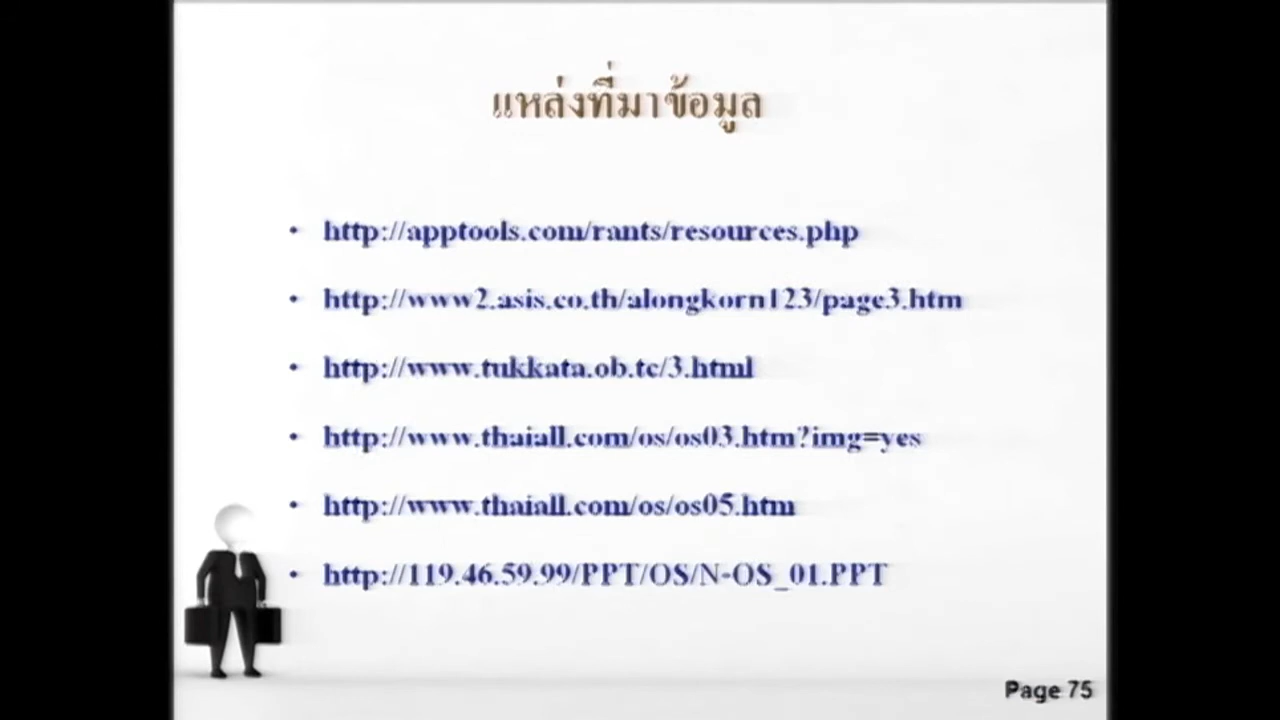 แหล่งที่มาข้อมูล
• http://apptools.com/rants/resources.php
• http://www2.asis.co.th/alongkorn123/page3.htm
• http://www.tukkata.ob.tc/3.html
• http://www.thaiall.com/os/os03.htm?img=yes
• http://www.thaiall.com/os/os05.htm
• http://119.46.59.99/PPT/OS/N-OS_01.PPT
Page 75